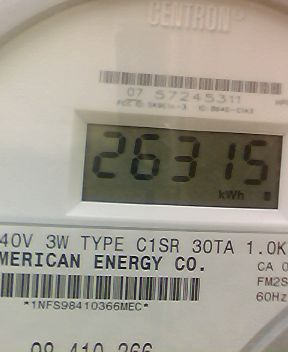 CENTRON®
07 57245311
26315
kWh
40V 3W TYPE C1SR 30TA 1.0K
MERICAN ENERGY CO.
CA 0
FM2S
60Hz
*1NFS98410366MEC*
98 410 366